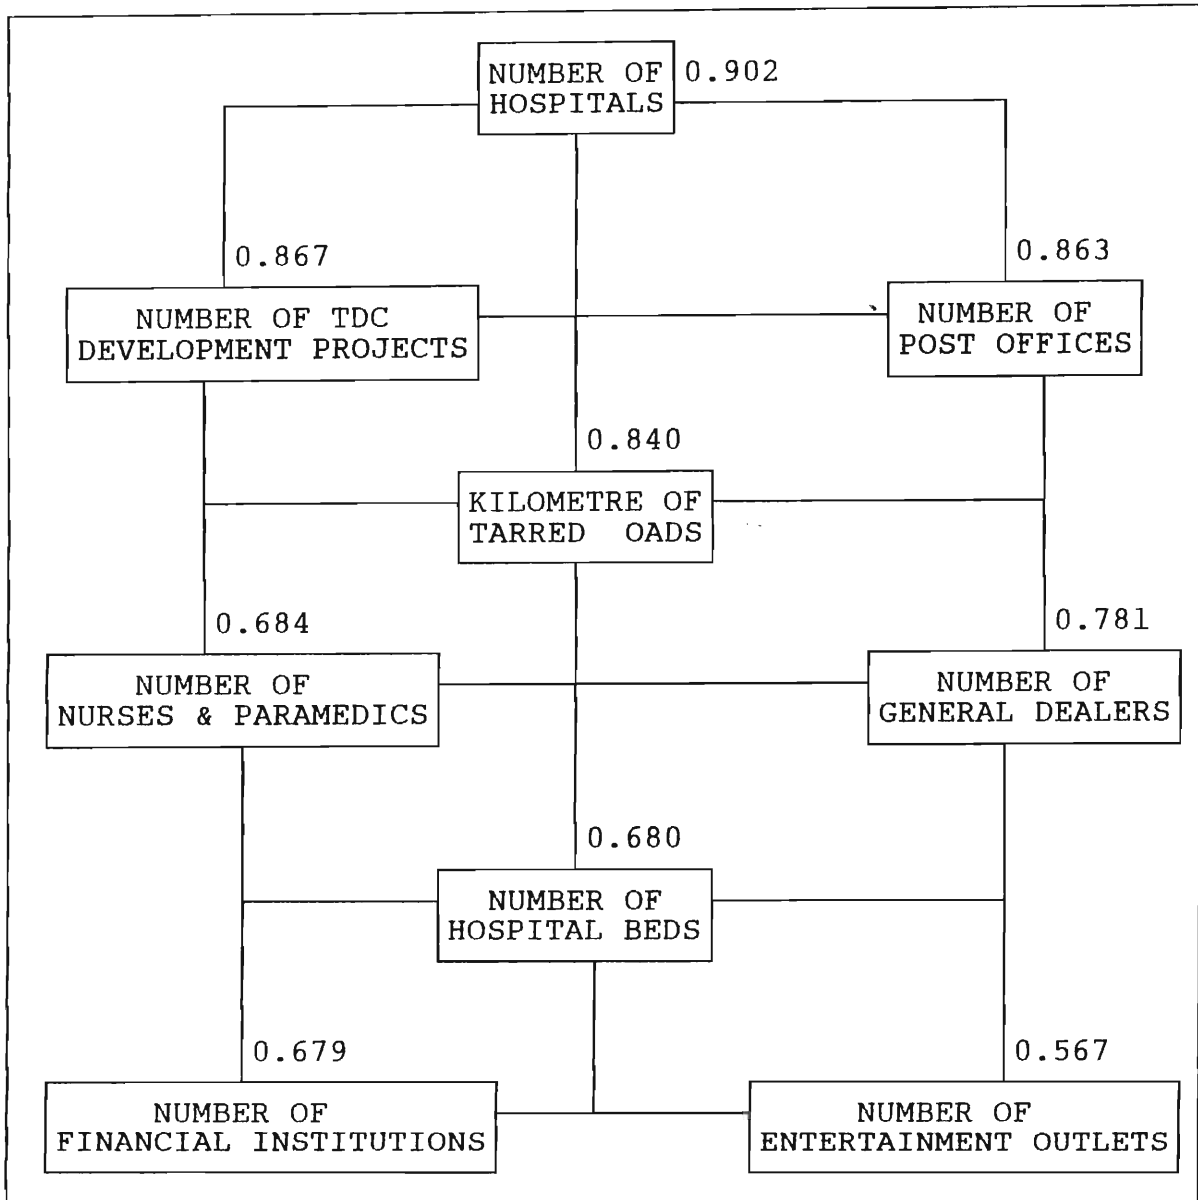 NUMBER OF
HOSPITALS
0.902
0.867
NUMBER OF TDC
DEVELOPMENT PROJECTS
0.863
NUMBER OF
POST OFFICES
0.840
KILOMETRE OF
TARRED OADS
0.684
NUMBER OF
NURSES & PARAMEDICS
0.781
NUMBER OF
GENERAL DEALERS
0.680
NUMBER OF
HOSPITAL BEDS
0.679
NUMBER OF
FINANCIAL INSTITUTIONS
0.567
NUMBER OF
ENTERTAINMENT OUTLETS